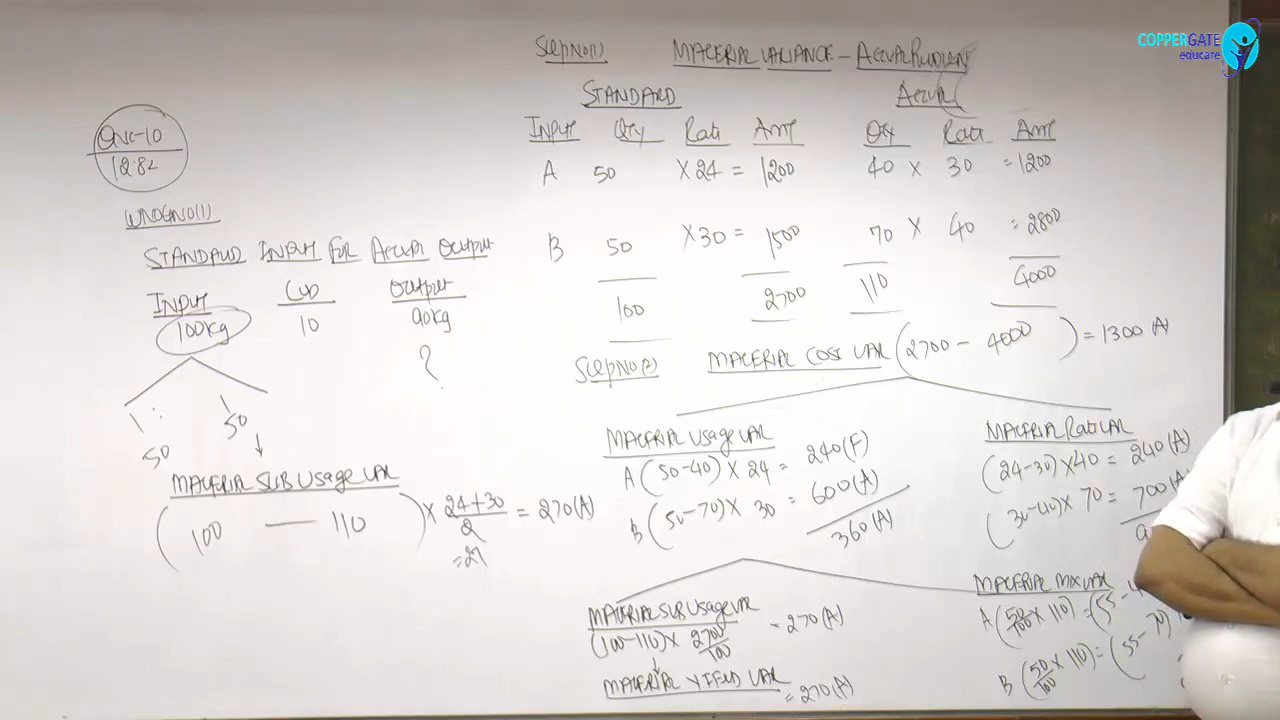 COPPERGATE
educare
Step NO(1) MATERIAL VARIANCE – ACTUAL
STANDARD ACTUAL
INPUT Qty Rate AMT Qty Rate AMT
A 50 X 24 = 1200 40 X 30 = 1200
B 50 X 30 = 1500 70 X 40 = 2800
100 2700 110 4000
12.82
STANDARD INPUT FOR ACTUAL OUTPUT
INPUT OUTPUT
100kg 10 90kg
?
1 : 1
50 50
MATERIAL SUB USAGE VAR
(100 — 110) X 24+30/2 = 270(A)
=27
Step NO(2) MATERIAL COST VAR (2700 – 4000) = 1300 (A)
MATERIAL USAGE VAR
A (50-40) X 24 = 240(F)
B (50-70) X 30 = 600(A)
360(A)
MATERIAL RATE VAR
(24-30) X 40 = 240(A)
(30-40) X 70 = 700(A)
MATERIAL SUB USAGE VAR
(100-110) X 2700/100 = 270(A)
MATERIAL YIELD VAR = 270(A)
MATERIAL MIX VAR
A (50/100 X 110) = (55 -
B (50/100 X 110) = (55 - 70)